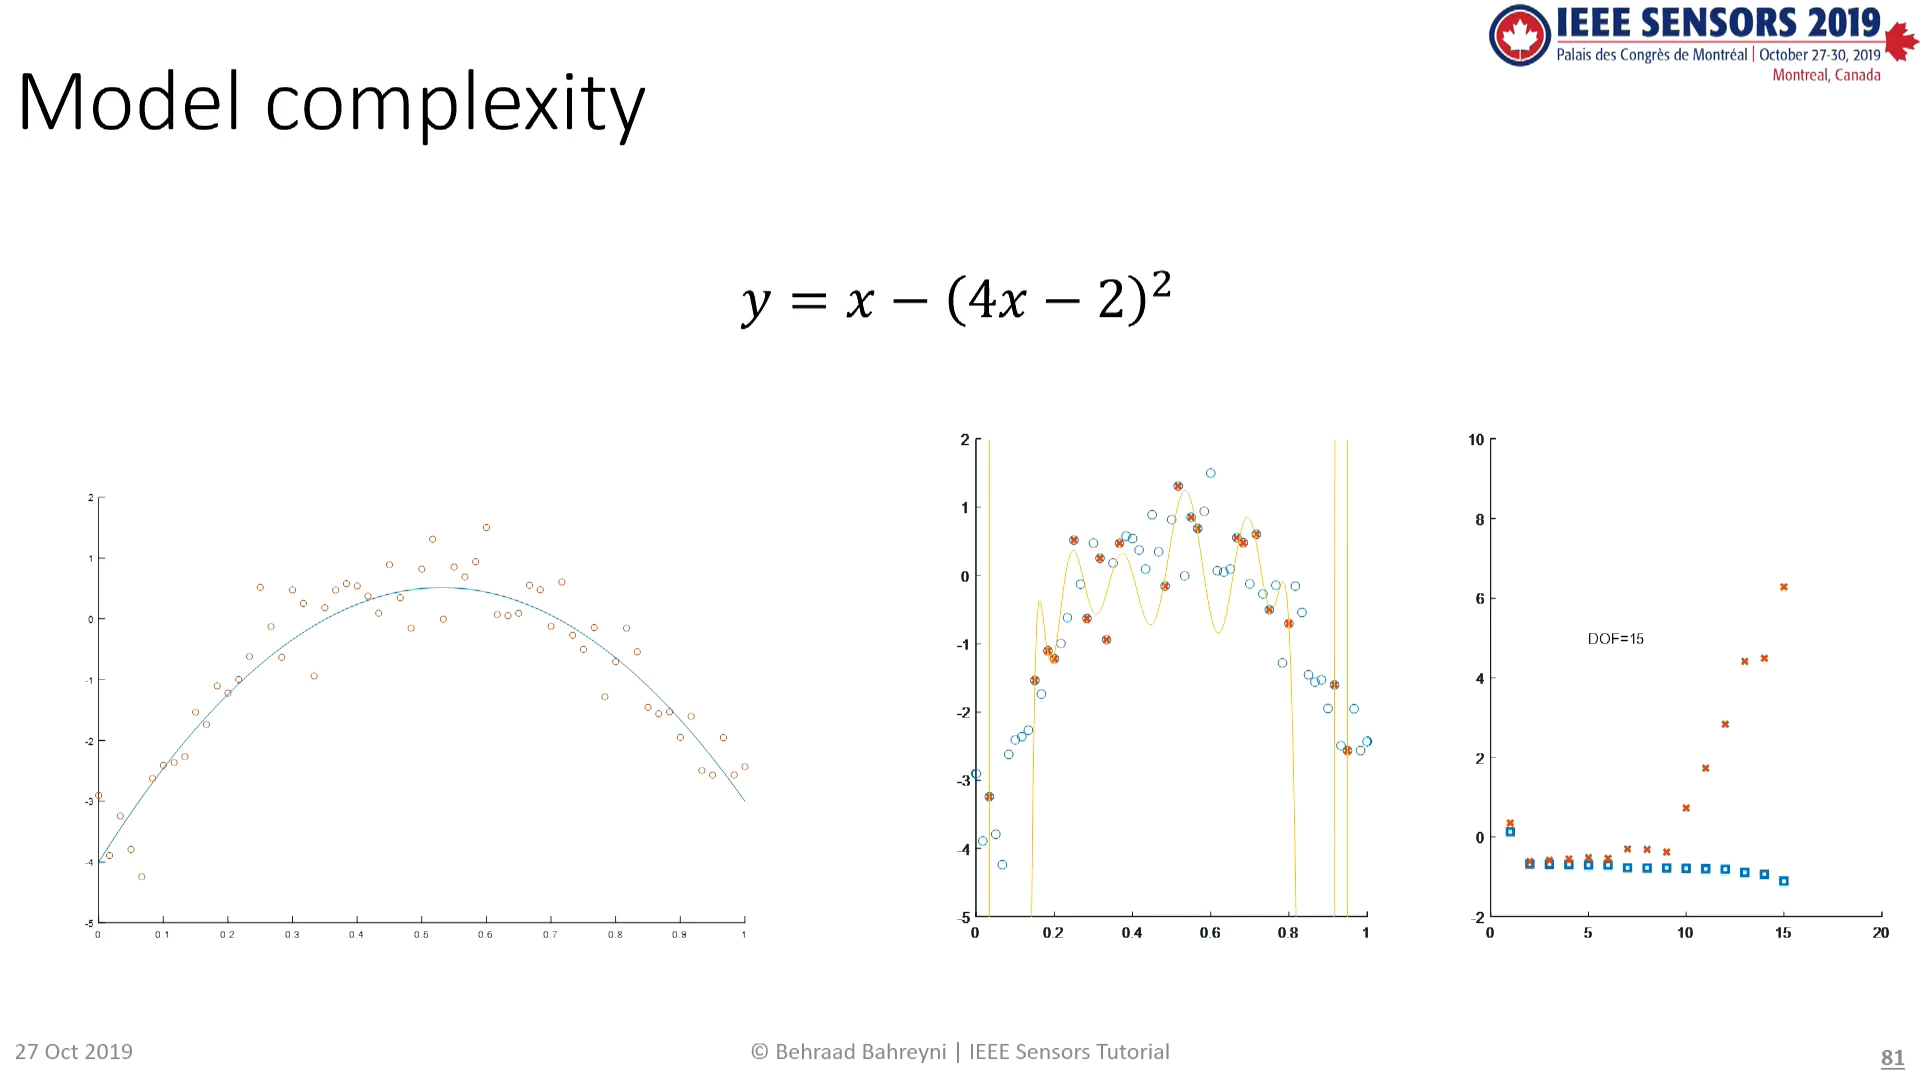 IEEE SENSORS 2019
Palais des Congrès de Montréal | October 27-30, 2019
Montreal, Canada
Model complexity
y = x − (4x − 2)²
2
1
0
-1
-2
-3
-4
-5
0 0.1 0.2 0.3 0.4 0.5 0.6 0.7 0.8 0.9 1
2
1
0
-1
-2
-3
-4
-5
0 0.2 0.4 0.6 0.8 1
10
8
6
4
2
0
-2
DOF=15
0 5 10 15 20
27 Oct 2019
© Behraad Bahreyni | IEEE Sensors Tutorial
81